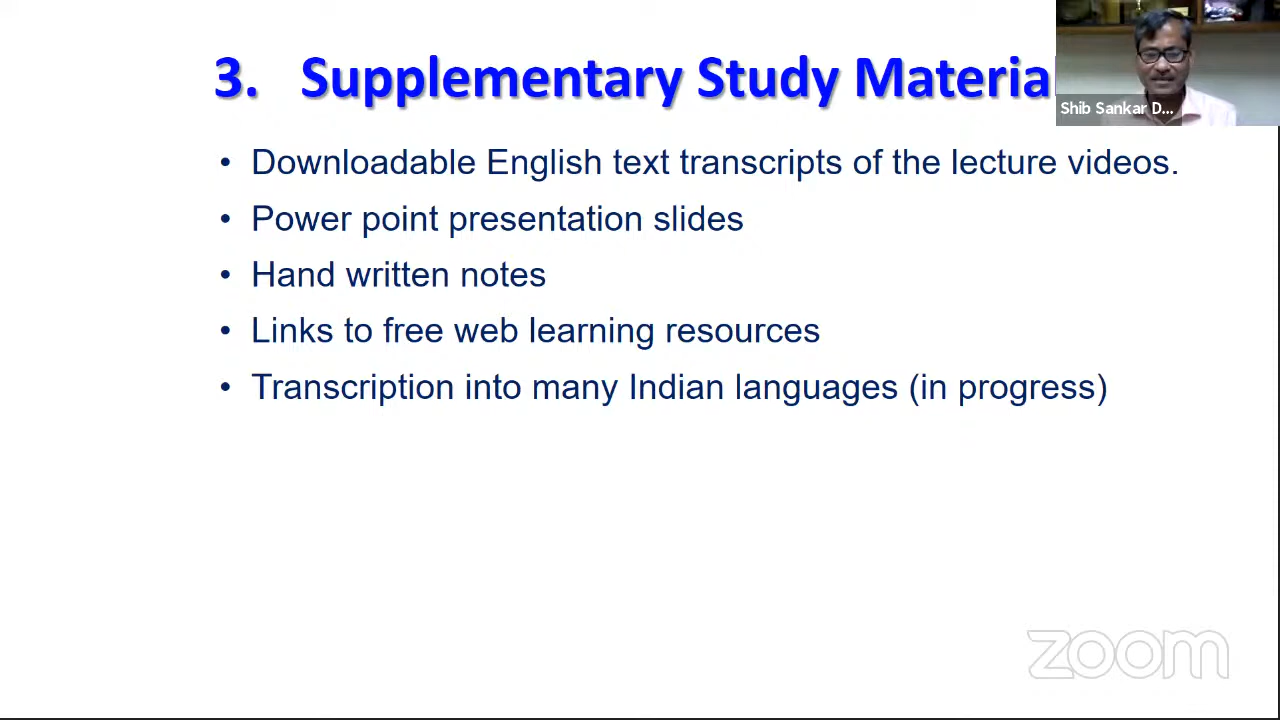 3. Supplementary Study Materia
Shib Sankar D...
• Downloadable English text transcripts of the lecture videos.
• Power point presentation slides
• Hand written notes
• Links to free web learning resources
• Transcription into many Indian languages (in progress)
zoom